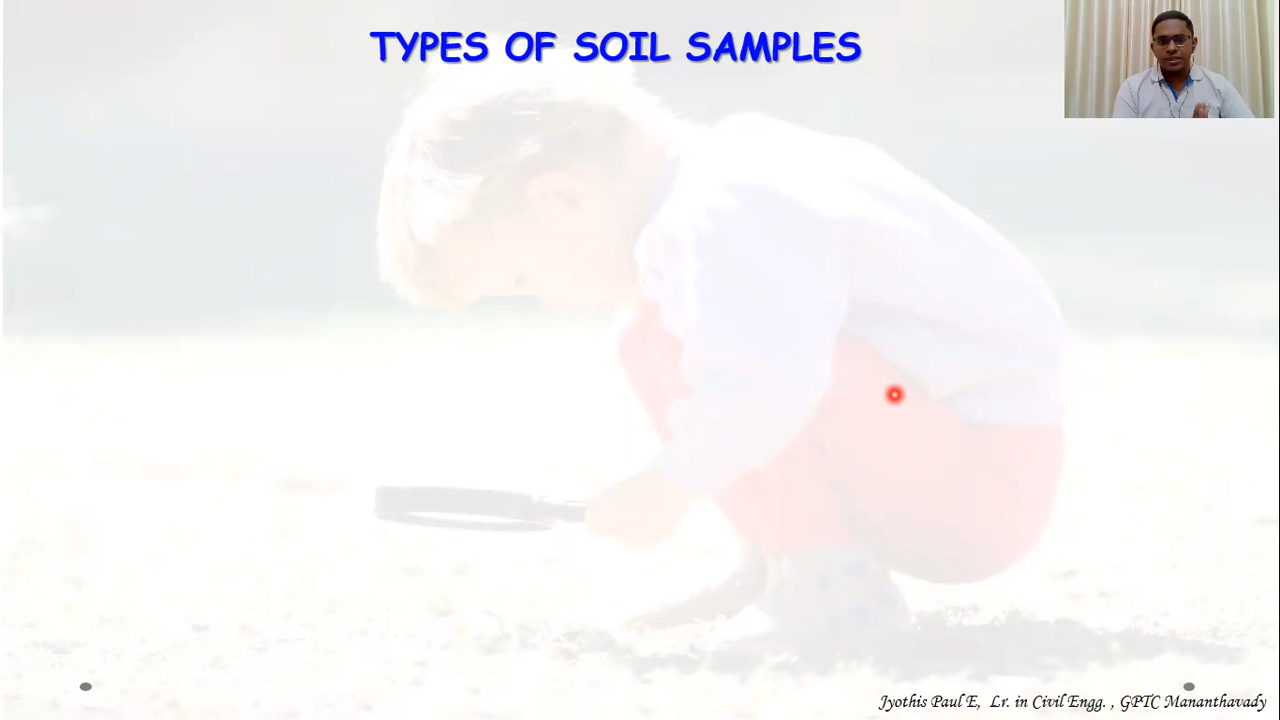 TYPES OF SOIL SAMPLES
Jyothis Paul E, Lr. in Civil Engg. , GPTC Mananthavady